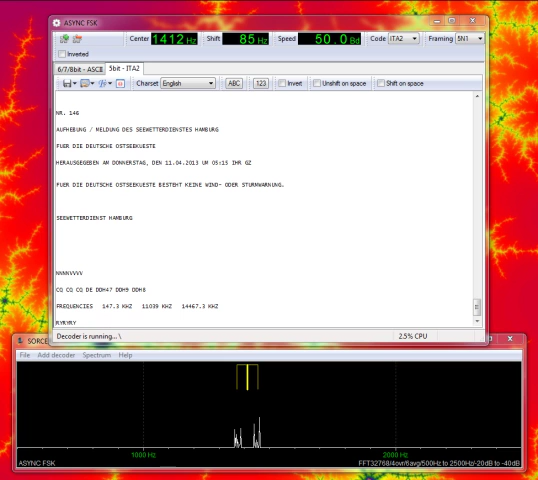 ASYNC FSK
Center 1412 Hz Shift 85 Hz Speed 50.0 Bd Code ITA2 Framing 5N1
Inverted
6/7/8bit - ASCII 5bit - ITA2
Charset English ABC 123 Invert Unshift on space Shift on space
NR. 146
AUFHEBUNG / MELDUNG DES SEEWETTERDIENSTES HAMBURG
FUER DIE DEUTSCHE OSTSEEKUESTE
HERAUSGEGEBEN AM DONNERSTAG, DEN 11.04.2013 UM 05:15 IHR GZ
FUER DIE DEUTSCHE OSTSEEKUESTE BESTEHT KEINE WIND- ODER STURMWARNUNG.
SEEWETTERDIENST HAMBURG
NNNNVVVV
CQ CQ CQ DE DDH47 DDH9 DDH8
FREQUENCIES 147.3 KHZ 11039 KHZ 14467.3 KHZ
RYRYRY
Decoder is running... \ 2.5% CPU
SORCE
File Add decoder Spectrum Help
1000 Hz 2000 Hz
ASYNC FSK FFT32768/4ovr/6avg/500Hz to 2500Hz/-20dB to -40dB